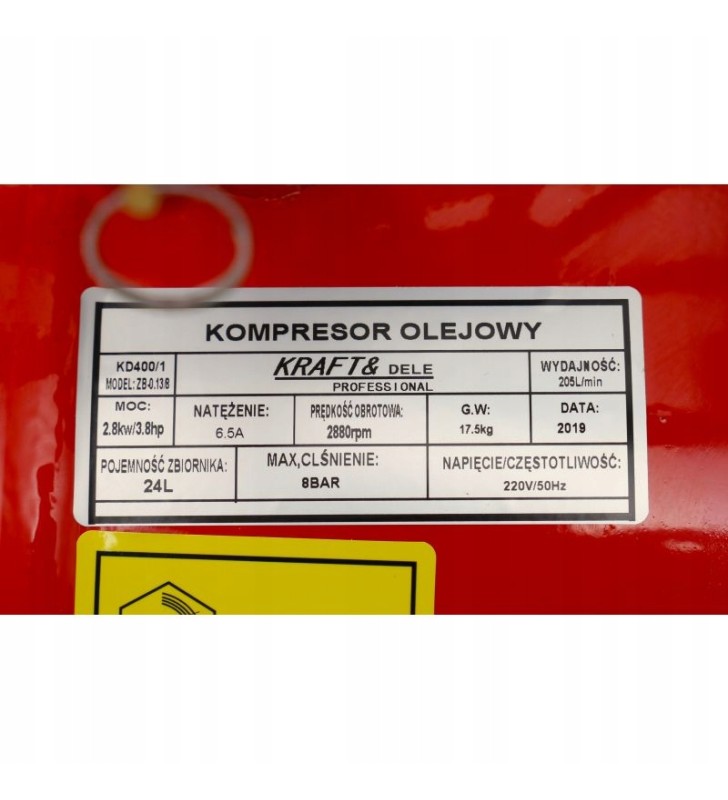 KOMPRESOR OLEJOWY
KD400/1
MODEL: ZB-0.13/8
KRAFT& DELE
PROFESSIONAL
WYDAJNOŚĆ:
205L/min
MOC:
2.8kw/3.8hp
NATĘŻENIE:
6.5A
PRĘDKOŚĆ OBROTOWA:
2880rpm
G.W:
17.5kg
DATA:
2019
POJEMNOŚĆ ZBIORNIKA:
24L
MAX,CLŚNIENIE:
8BAR
NAPIĘCIE/CZĘSTOTLIWOŚĆ:
220V/50Hz